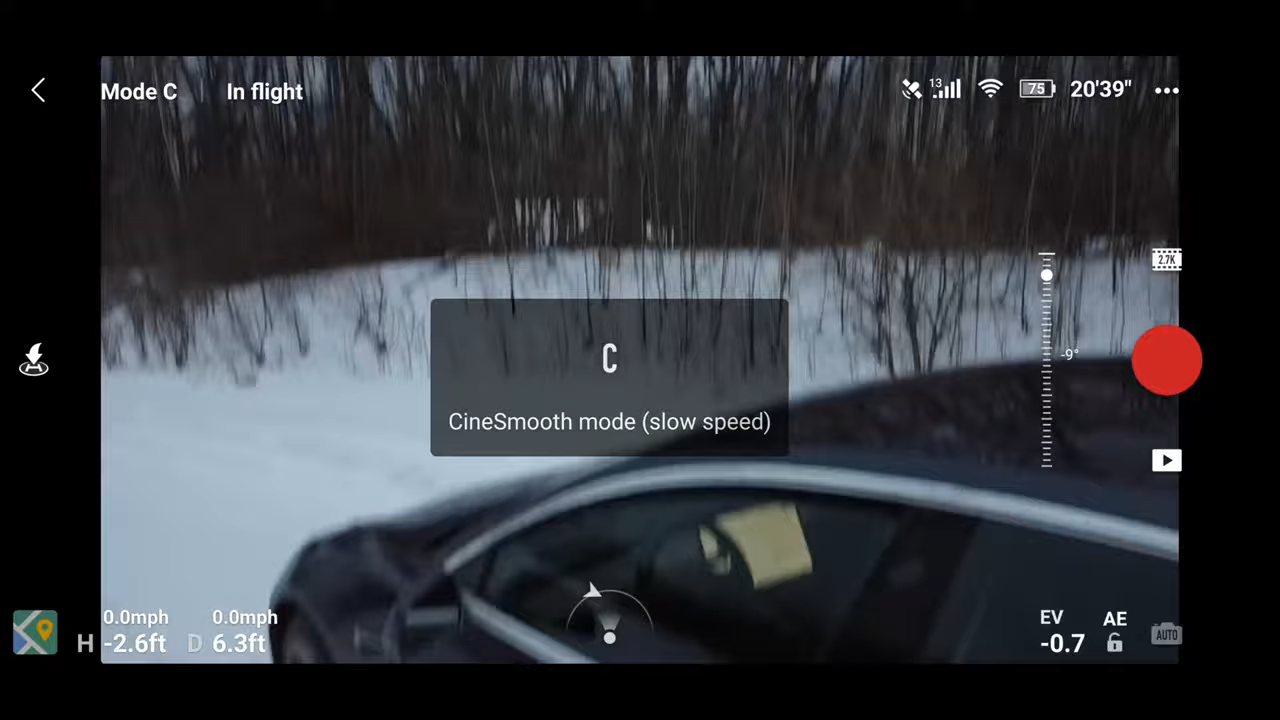 Mode C | In flight
13
75
20'39"
2.7K
C
CineSmooth mode (slow speed)
-9°
0.0mph 0.0mph
H -2.6ft D 6.3ft
EV AE
-0.7
AUTO